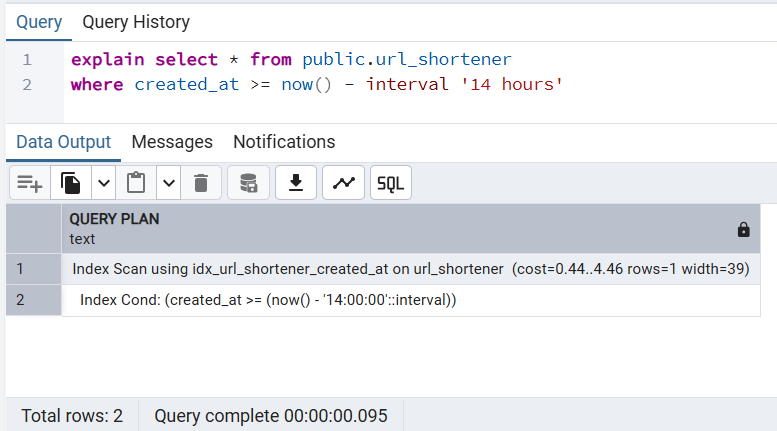 Query Query History
1 explain select * from public.url_shortener
2 where created_at >= now() - interval '14 hours'
Data Output Messages Notifications
SQL
QUERY PLAN
text
1 Index Scan using idx_url_shortener_created_at on url_shortener (cost=0.44..4.46 rows=1 width=39)
2 Index Cond: (created_at >= (now() - '14:00:00'::interval))
Total rows: 2 Query complete 00:00:00.095